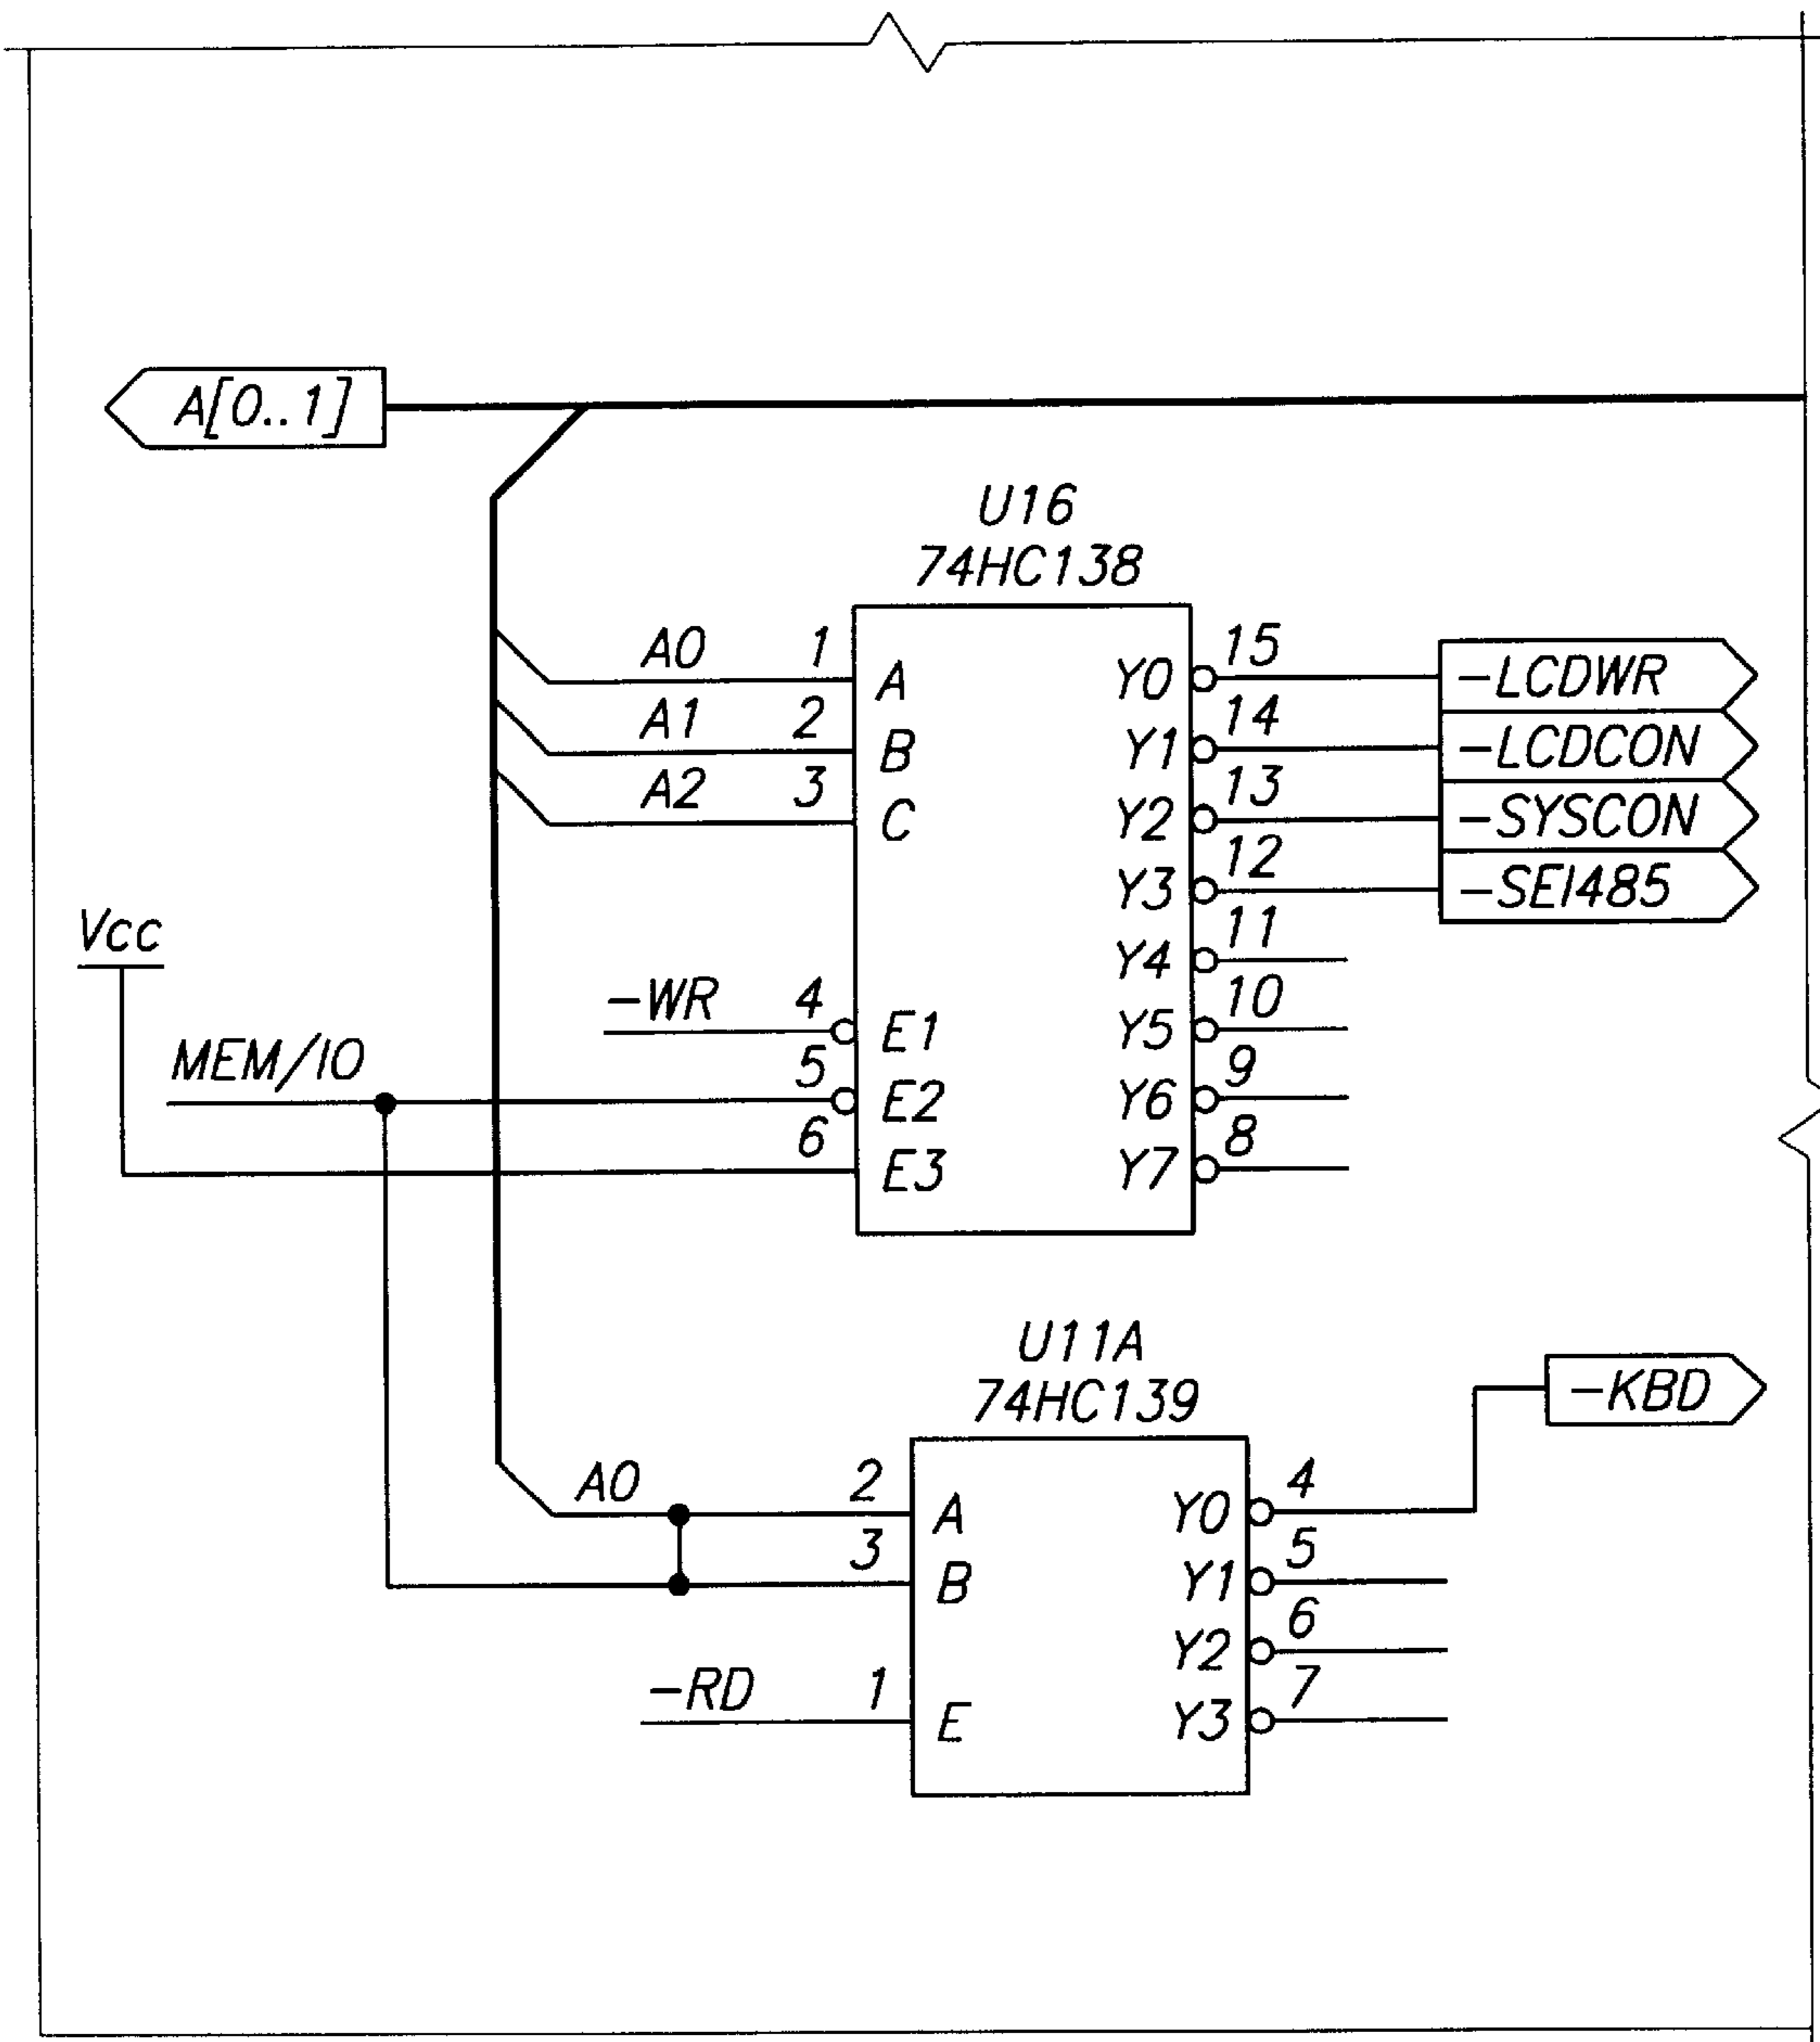 A[0..1]
U16
74HC138
A0 1 A Y0 15 -LCDWR
A1 2 B Y1 14 -LCDCON
A2 3 C Y2 13 -SYSCON
Y3 12 -SEI485
Y4 11
Vcc
-WR 4 E1 Y5 10
MEM/IO 5 E2 Y6 9
6 E3 Y7 8
U11A
74HC139
-KBD
A0 2 A Y0 4
3 B Y1 5
Y2 6
-RD 1 E Y3 7